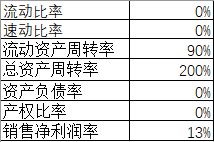 流动比率 0%
速动比率 0%
流动资产周转率 90%
总资产周转率 200%
资产负债率 0%
产权比率 0%
销售净利润率 13%